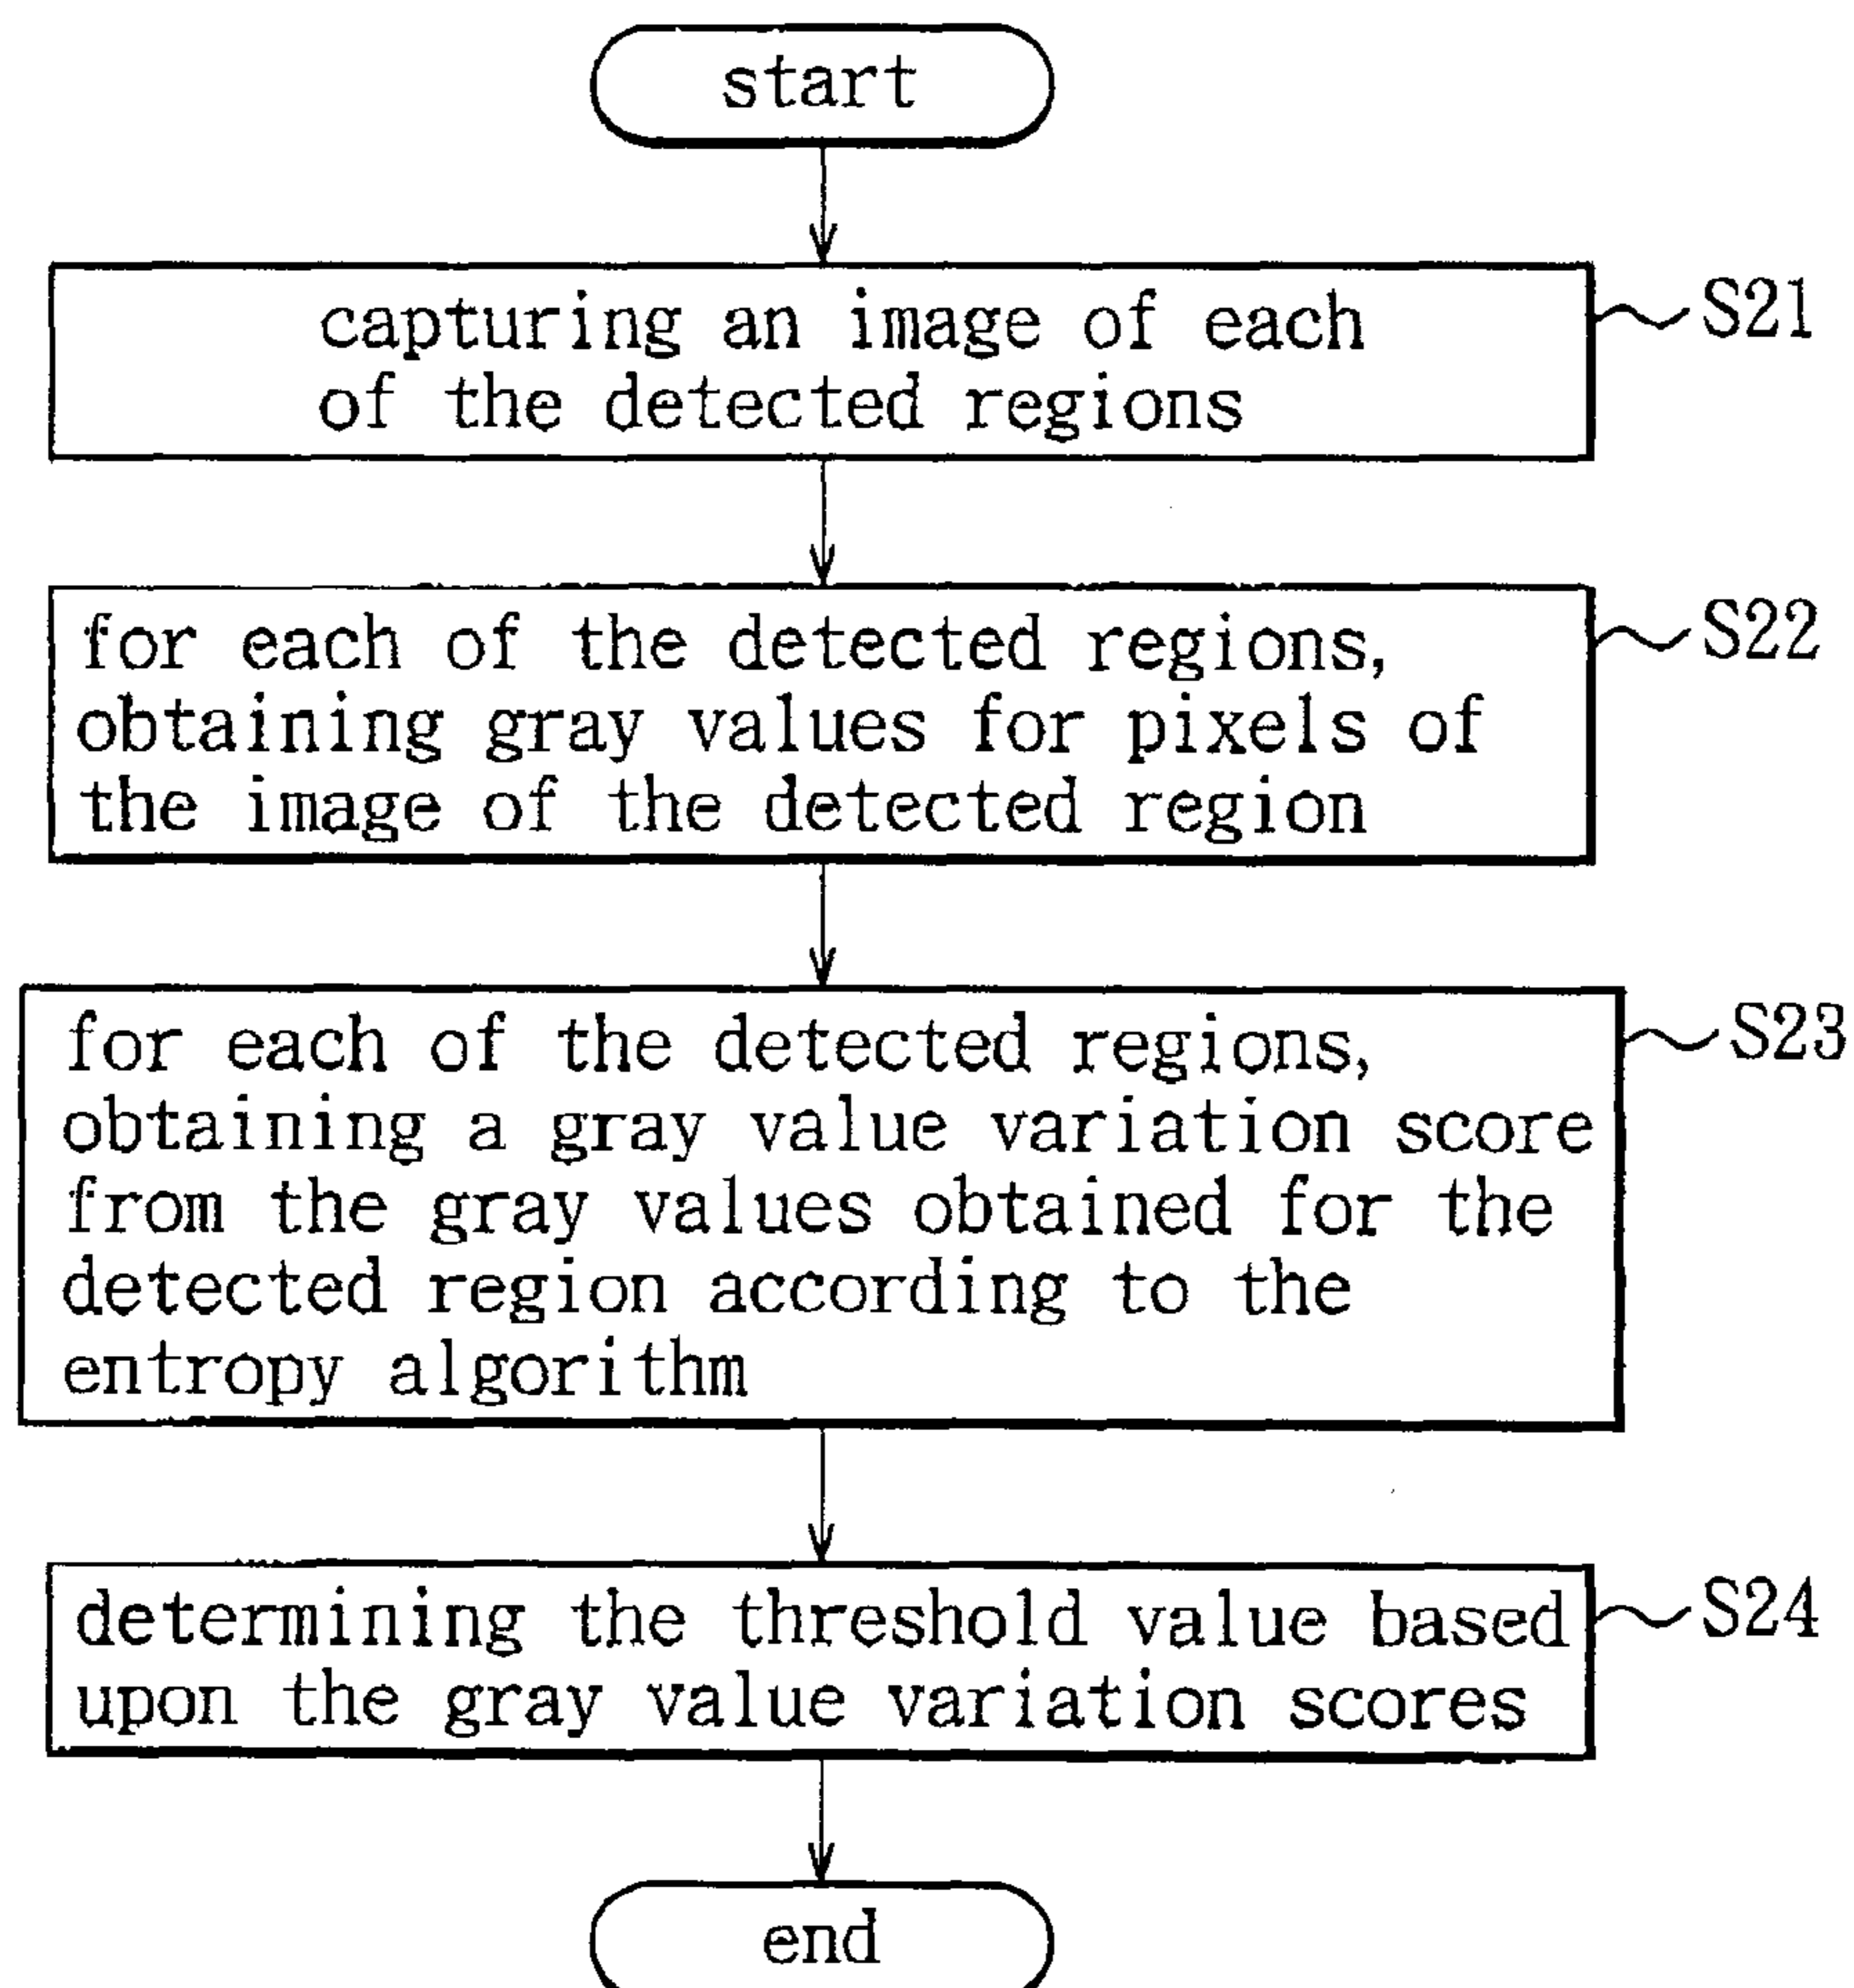 start
capturing an image of each
of the detected regions
S21
for each of the detected regions,
obtaining gray values for pixels of
the image of the detected region
S22
for each of the detected regions,
obtaining a gray value variation score
from the gray values obtained for the
detected region according to the
entropy algorithm
S23
determining the threshold value based
upon the gray value variation scores
S24
end